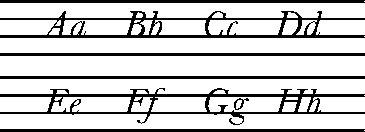 Aa Bb Cc Dd
Ee Ff Gg Hh